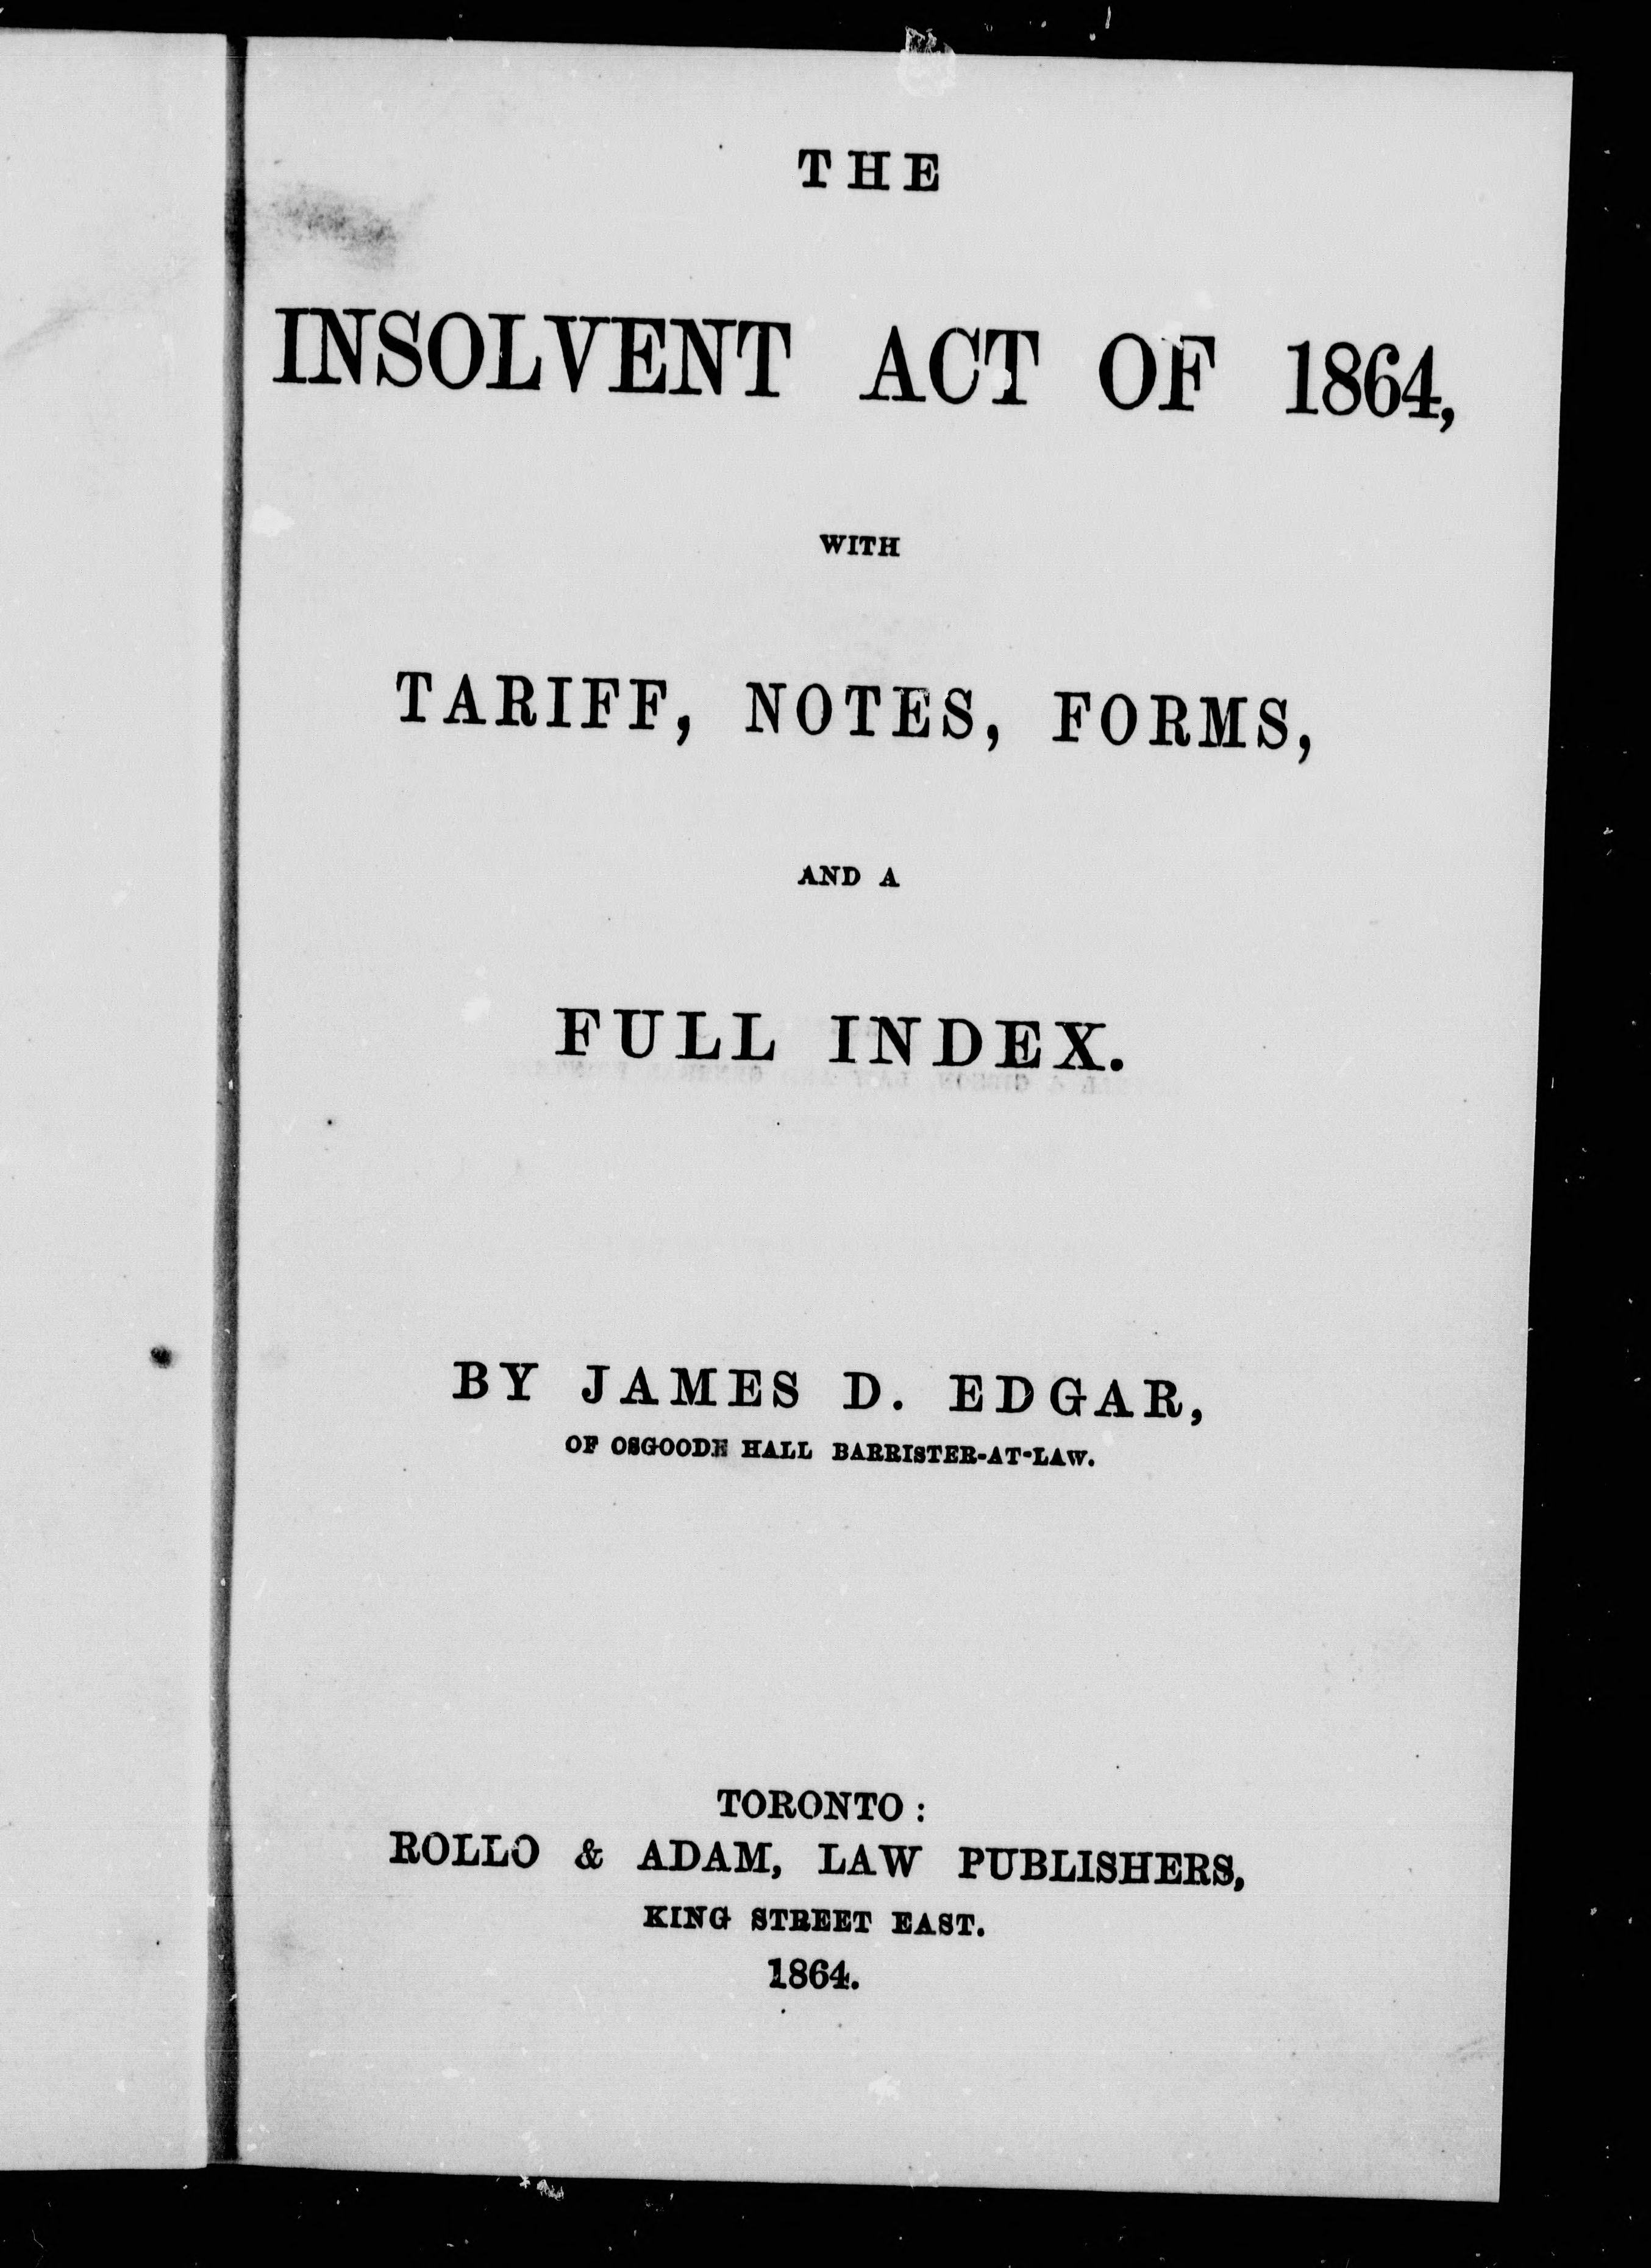 THE
INSOLVENT ACT OF 1864,
WITH
TARIFF, NOTES, FORMS,
AND A
FULL INDEX.
BY JAMES D. EDGAR,
OF OSGOODE HALL BARRISTER-AT-LAW.
TORONTO:
ROLLO & ADAM, LAW PUBLISHERS,
KING STREET EAST.
1864.